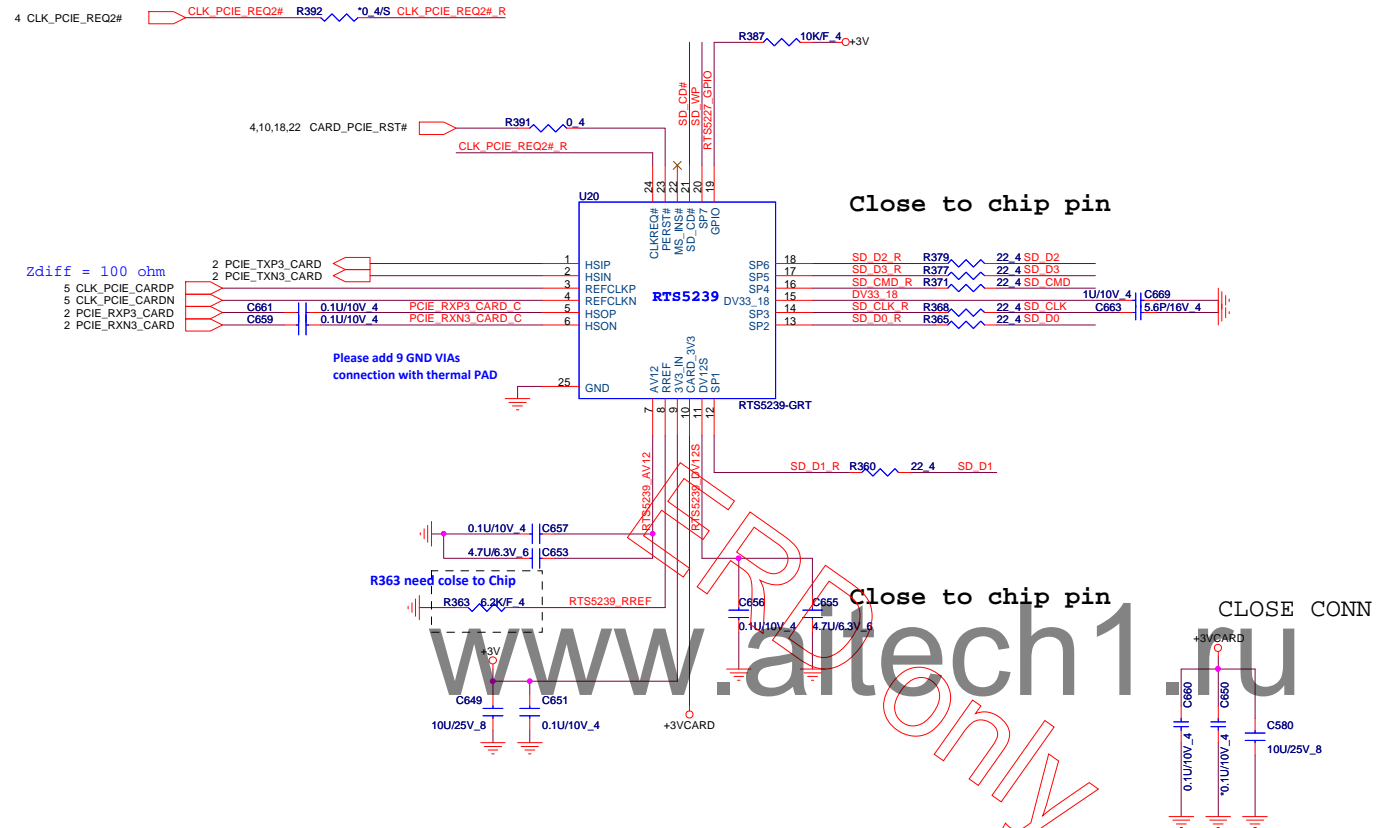 4 CLK_PCIE_REQ2#
CLK_PCIE_REQ2# R392 *0_4/S CLK_PCIE_REQ2#_R
R387 10K/F_4 +3V
SD_CD#
SD_WP
RTS5227_GPIO
4,10,18,22 CARD_PCIE_RST#
R391 0_4
CLK_PCIE_REQ2#_R
24 23 22 21 20 19
U20
CLKREQ#
PERST#
MS_INS#
SD_CD#
SP7
GPIO
Close to chip pin
Zdiff = 100 ohm
2 PCIE_TXP3_CARD
2 PCIE_TXN3_CARD
5 CLK_PCIE_CARDP
5 CLK_PCIE_CARDN
2 PCIE_RXP3_CARD
2 PCIE_RXN3_CARD
C661 0.1U/10V_4 PCIE_RXP3_CARD_C
C659 0.1U/10V_4 PCIE_RXN3_CARD_C
1 HSIP
2 HSIN
3 REFCLKP
4 REFCLKN
5 HSOP
6 HSON
RTS5239
SP6 18 SD_D2_R R379 22_4 SD_D2
SP5 17 SD_D3_R R377 22_4 SD_D3
SP4 16 SD_CMD_R R371 22_4 SD_CMD
DV33_18 15 DV33_18 1U/10V_4 C669
SP3 14 SD_CLK_R R368 22_4 SD_CLK C663 5.6P/16V_4
SP2 13 SD_D0_R R365 22_4 SD_D0
Please add 9 GND VIAs
connection with thermal PAD
25 GND
AV12
RREF
3V3_IN
CARD_3V3
DV12S
SP1
RTS5239-GRT
7 8 9 10 11 12
RTS5239_AV12
RTS5239_DV12S
SD_D1_R R360 22_4 SD_D1
0.1U/10V_4 C657
4.7U/6.3V_6 C653
R363 need colse to Chip
R363 6.2K/F_4 RTS5239_RREF
C656
0.1U/10V_4
C655
4.7U/6.3V_6
Close to chip pin
CLOSE CONN
+3V
C649
10U/25V_8
C651
0.1U/10V_4
+3VCARD
+3VCARD
C660
0.1U/10V_4
C650
*0.1U/10V_4
C580
10U/25V_8
www.aitech1.ru
TRD only